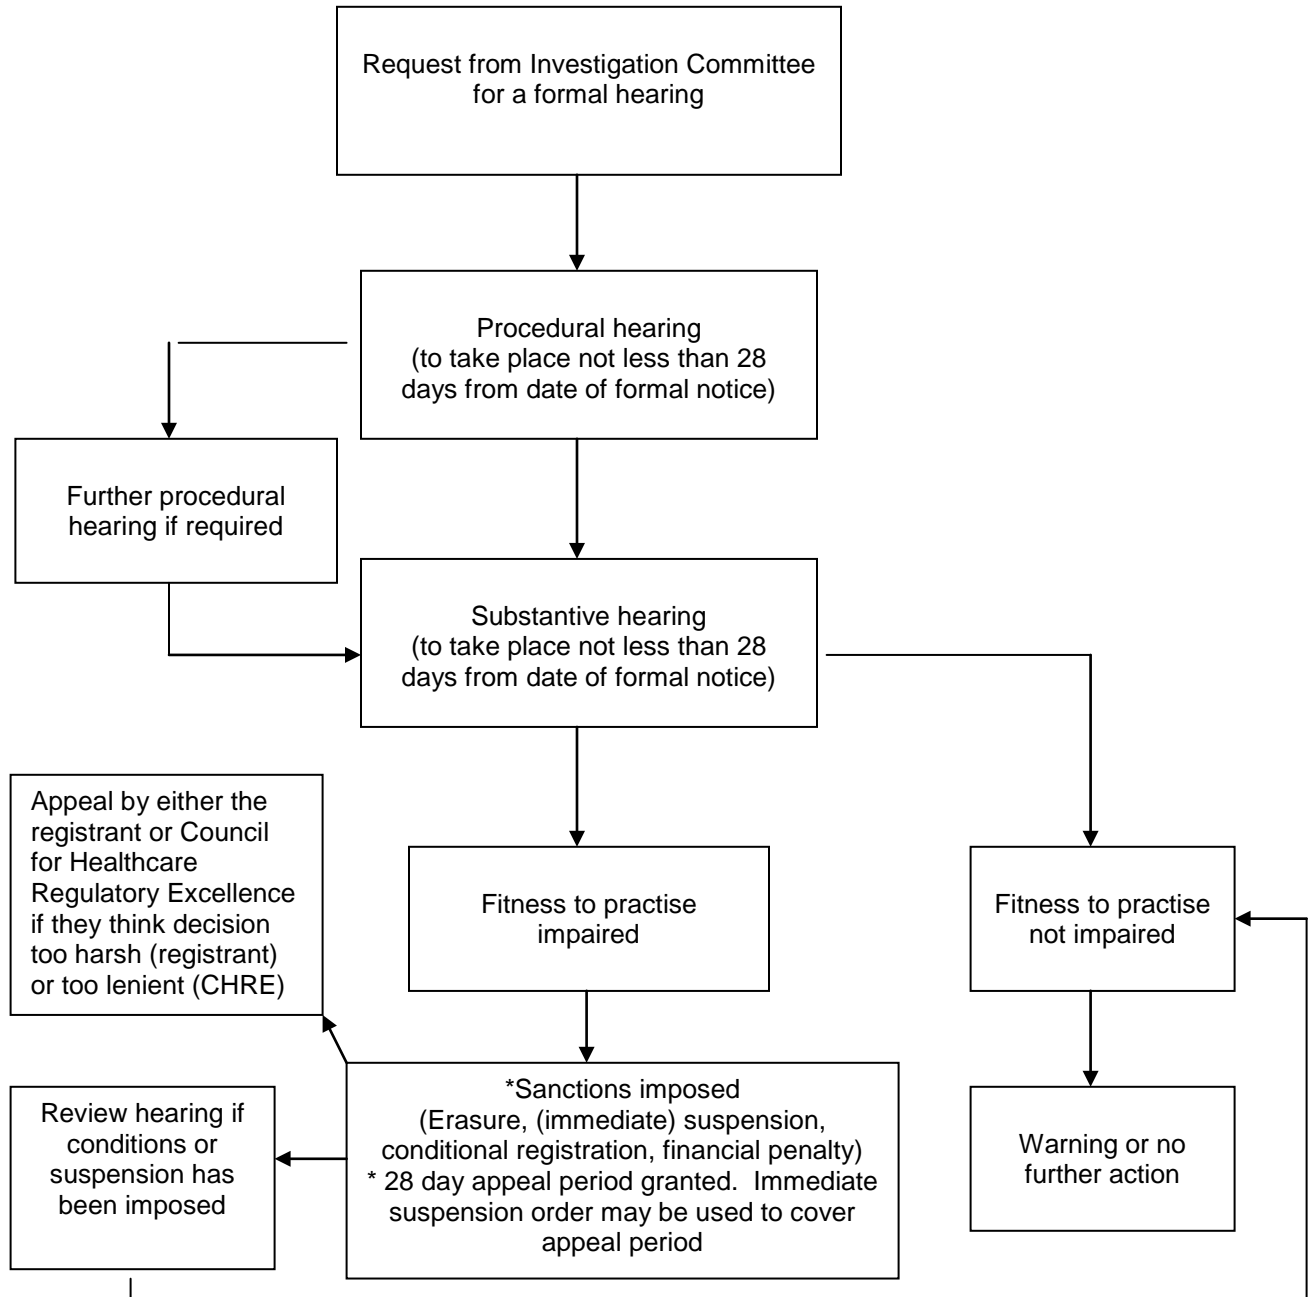 Request from Investigation Committee
for a formal hearing
Procedural hearing
(to take place not less than 28
days from date of formal notice)
Further procedural
hearing if required
Substantive hearing
(to take place not less than 28
days from date of formal notice)
Appeal by either the
registrant or Council
for Healthcare
Regulatory Excellence
if they think decision
too harsh (registrant)
or too lenient (CHRE)
Fitness to practise
impaired
Fitness to practise
not impaired
Review hearing if
conditions or
suspension has
been imposed
*Sanctions imposed
(Erasure, (immediate) suspension,
conditional registration, financial penalty)
* 28 day appeal period granted.  Immediate
suspension order may be used to cover
appeal period
Warning or no
further action